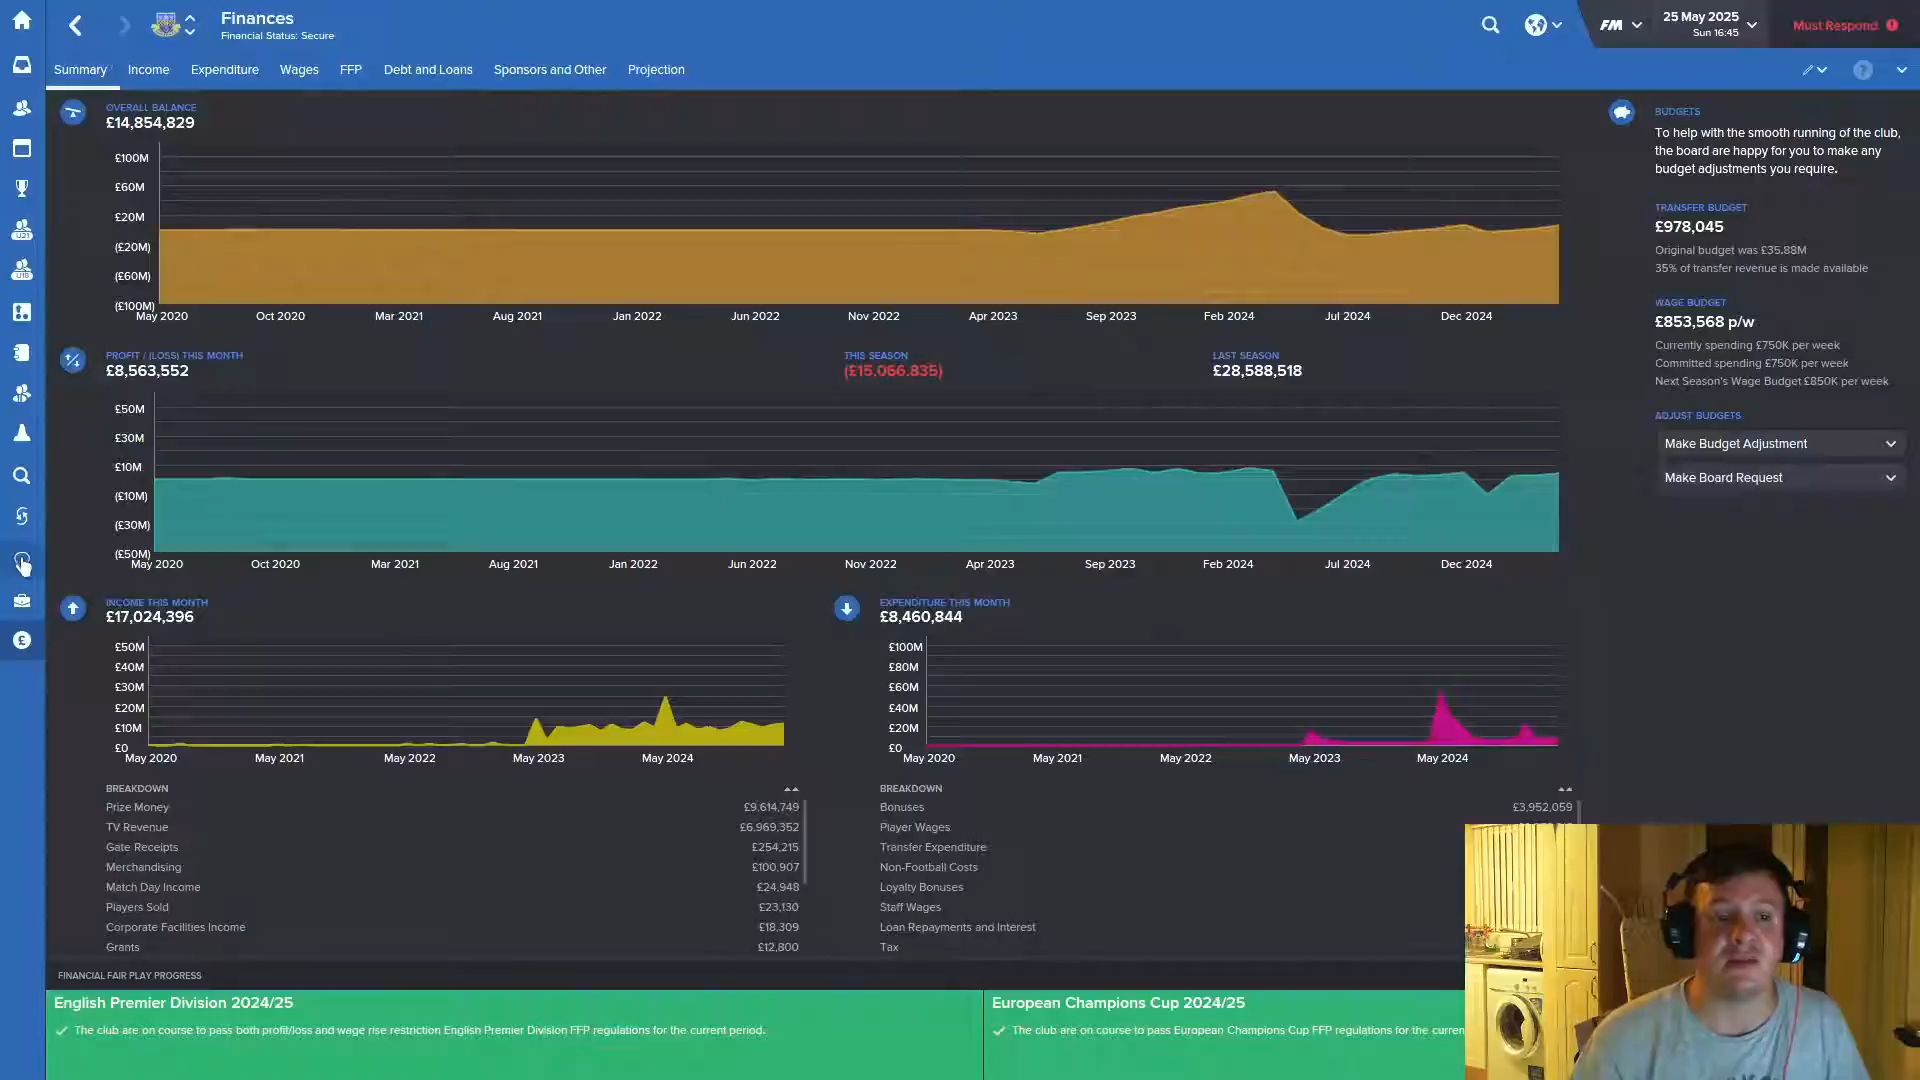 Finances
Financial Status: Secure
FM
25 May 2025
Sun 16:45
Must Respond
Summary
Income
Expenditure
Wages
FFP
Debt and Loans
Sponsors and Other
Projection
OVERALL BALANCE
£14,854,829
£100M
£60M
£20M
(£20M)
(£60M)
(£100M)
May 2020
Oct 2020
Mar 2021
Aug 2021
Jan 2022
Jun 2022
Nov 2022
Apr 2023
Sep 2023
Feb 2024
Jul 2024
Dec 2024
PROFIT / (LOSS) THIS MONTH
£8,563,552
THIS SEASON
(£15,066,835)
LAST SEASON
£28,588,518
£50M
£30M
£10M
(£10M)
(£30M)
(£50M)
May 2020
Oct 2020
Mar 2021
Aug 2021
Jan 2022
Jun 2022
Nov 2022
Apr 2023
Sep 2023
Feb 2024
Jul 2024
Dec 2024
INCOME THIS MONTH
£17,024,396
£50M
£40M
£30M
£20M
£10M
£0
May 2020
May 2021
May 2022
May 2023
May 2024
BREAKDOWN
Prize Money £9,614,749
TV Revenue £6,969,352
Gate Receipts £254,215
Merchandising £100,907
Match Day Income £24,948
Players Sold £23,130
Corporate Facilities Income £18,309
Grants £12,800
EXPENDITURE THIS MONTH
£8,460,844
£100M
£80M
£60M
£40M
£20M
£0
May 2020
May 2021
May 2022
May 2023
May 2024
BREAKDOWN
Bonuses £3,952,059
Player Wages
Transfer Expenditure
Non-Football Costs
Loyalty Bonuses
Staff Wages
Loan Repayments and Interest
Tax
BUDGETS
To help with the smooth running of the club,
the board are happy for you to make any
budget adjustments you require.
TRANSFER BUDGET
£978,045
Original budget was £35.88M
35% of transfer revenue is made available
WAGE BUDGET
£853,568 p/w
Currently spending £750K per week
Committed spending £750K per week
Next Season's Wage Budget £850K per week
ADJUST BUDGETS
Make Budget Adjustment
Make Board Request
FINANCIAL FAIR PLAY PROGRESS
English Premier Division 2024/25
The club are on course to pass both profit/loss and wage rise restriction English Premier Division FFP regulations for the current period.
European Champions Cup 2024/25
The club are on course to pass European Champions Cup FFP regulations for the